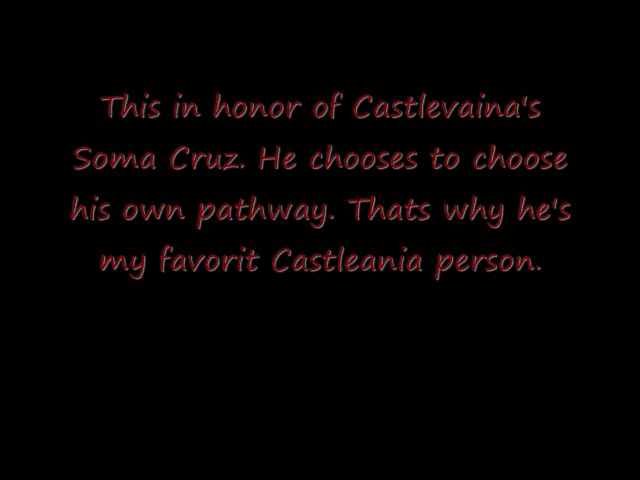 This in honor of Castlevaina's
Soma Cruz. He chooses to choose
his own pathway. Thats why he's
my favorit Castleania person.